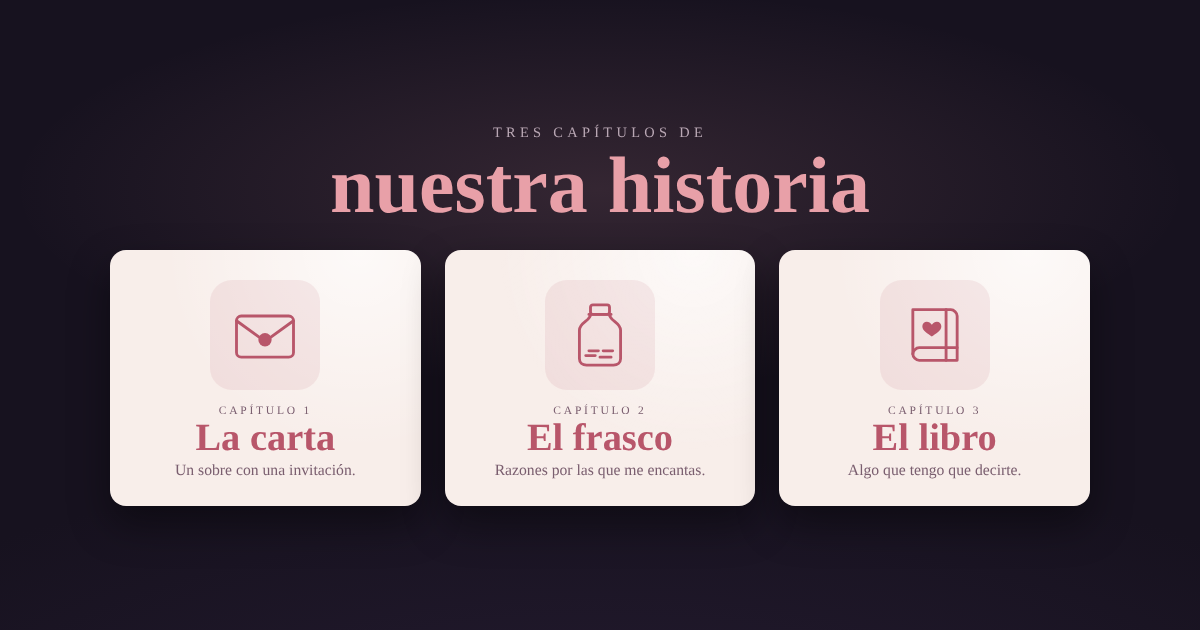 TRES CAPÍTULOS DE
nuestra historia
CAPÍTULO 1
La carta
Un sobre con una invitación.
CAPÍTULO 2
El frasco
Razones por las que me encantas.
CAPÍTULO 3
El libro
Algo que tengo que decirte.